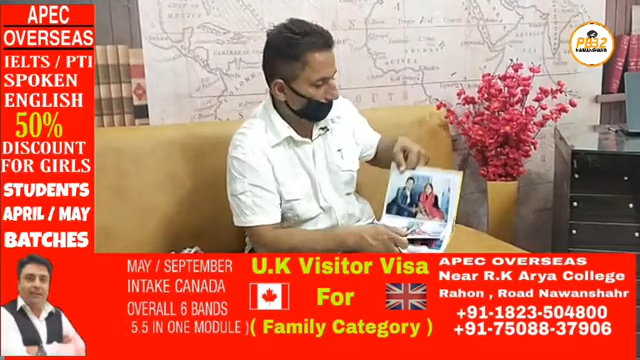 APEC
OVERSEAS
IELTS / PTI
SPOKEN
ENGLISH
50%
DISCOUNT
FOR GIRLS
STUDENTS
APRIL / MAY
BATCHES
PB32
NAWANSHAHR
MAY / SEPTEMBER
INTAKE CANADA
OVERALL 6 BANDS
5.5 IN ONE MODULE )
U.K Visitor Visa
For
( Family Category )
APEC OVERSEAS
Near R.K Arya College
Rahon , Road Nawanshahr
+91-1823-504800
+91-75088-37906